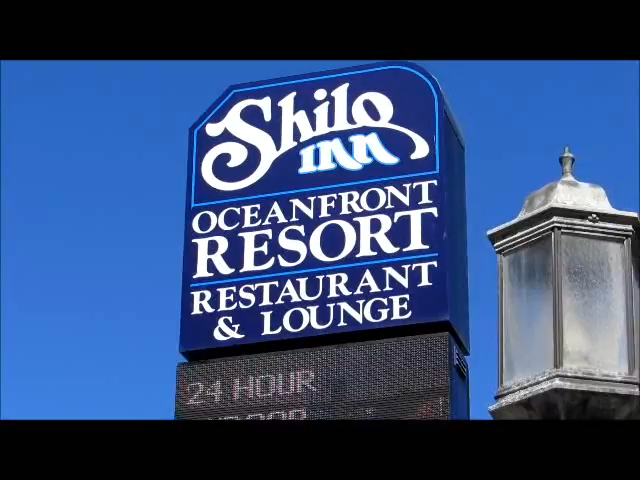 Shilo
INN
OCEANFRONT
RESORT
RESTAURANT
& LOUNGE
24 HOUR